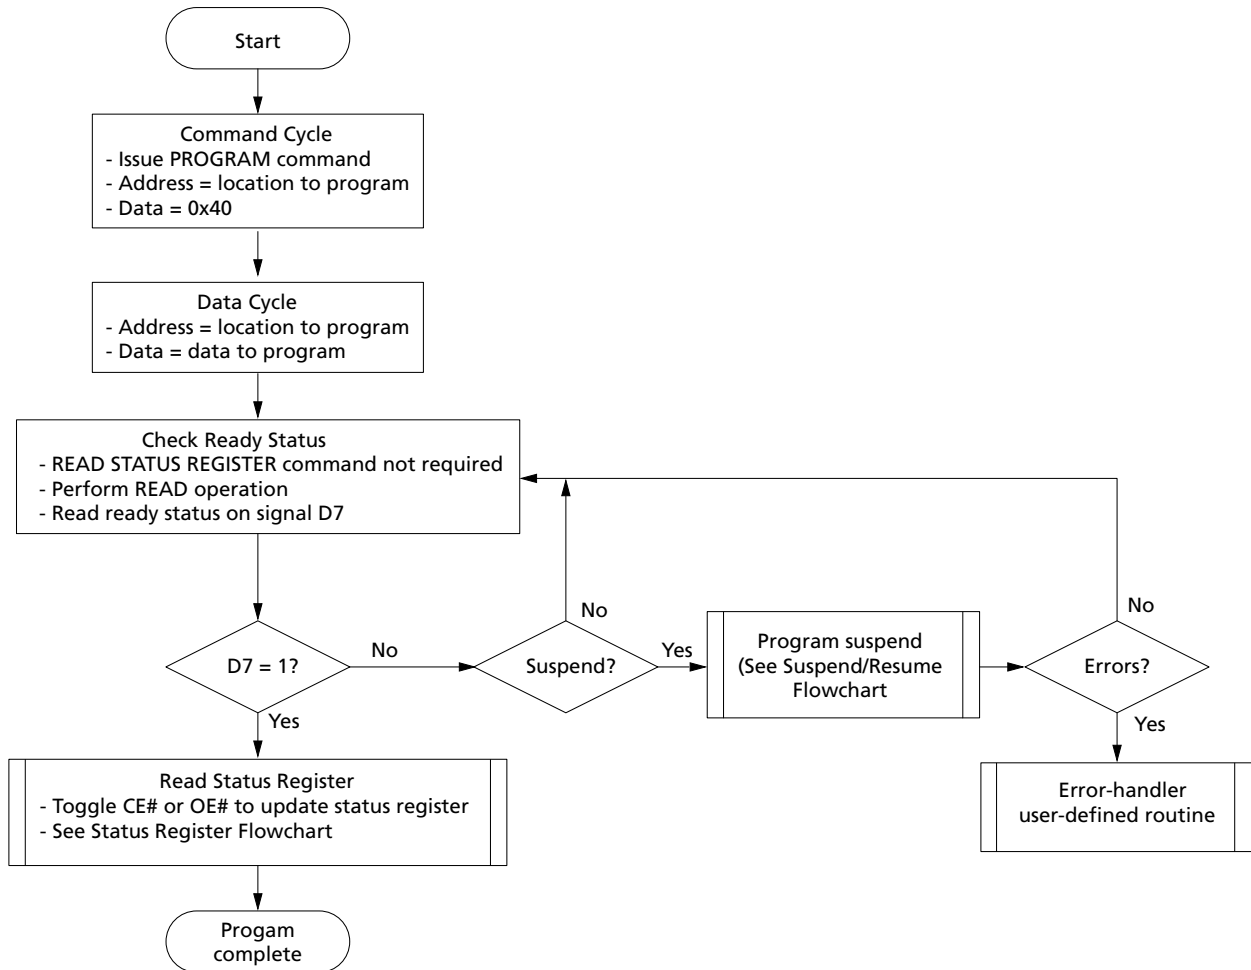 Start
Command Cycle
- Issue PROGRAM command
- Address = location to program
- Data = 0x40
Data Cycle
- Address = location to program
- Data = data to program
Check Ready Status
- READ STATUS REGISTER command not required
- Perform READ operation
- Read ready status on signal D7
D7 = 1?
No
Suspend?
No
Yes
Program suspend
(See Suspend/Resume
Flowchart
Errors?
No
Yes
Error-handler
user-defined routine
Yes
Read Status Register
- Toggle CE# or OE# to update status register
- See Status Register Flowchart
Progam
complete